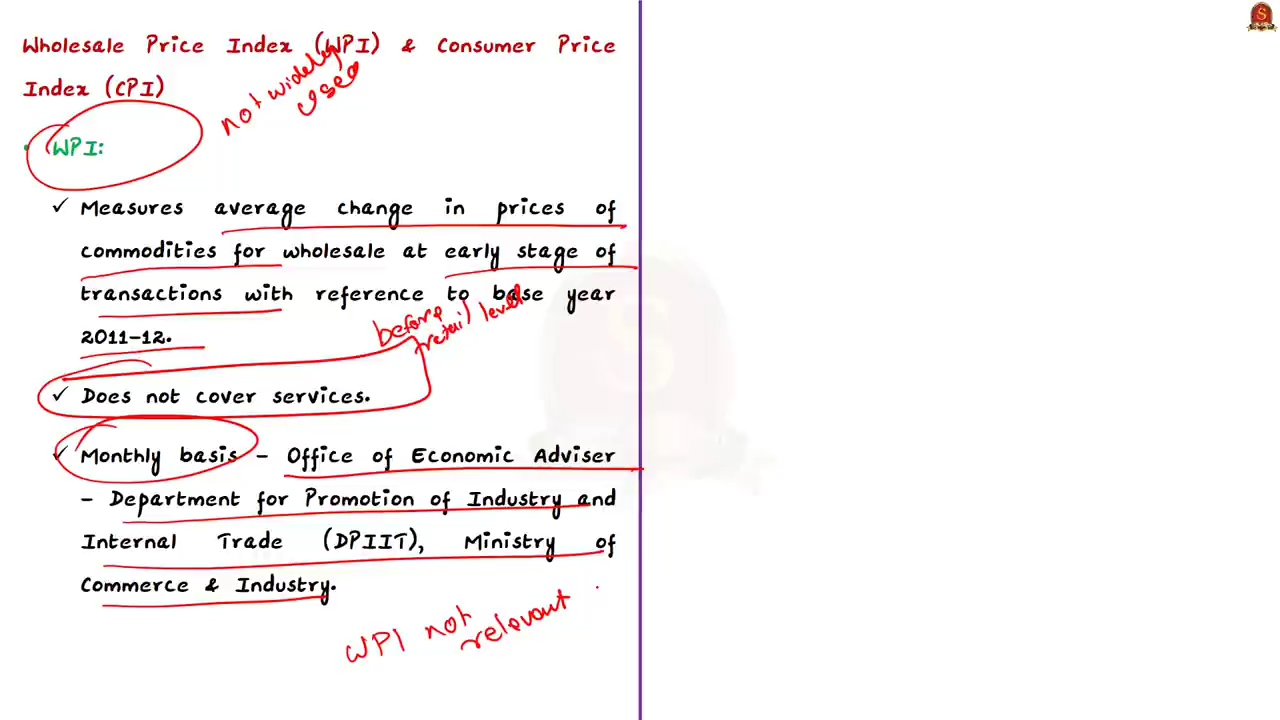 Wholesale Price Index (WPI) & Consumer Price
Index (CPI)
not widely
used
• WPI:
✓ Measures average change in prices of
commodities for wholesale at early stage of
transactions with reference to base year
2011-12.
before
retail level
✓ Does not cover services.
✓ Monthly basis - Office of Economic Adviser
- Department for Promotion of Industry and
Internal Trade (DPIIT), Ministry of
Commerce & Industry.
WPI not
relevant
S